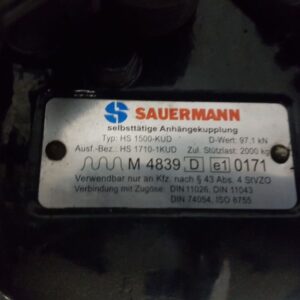 SAUERMANN
selbsttätige Anhängekupplung
Typ: HS 1500-KUD D-Wert: 97,1 kN
Ausf.-Bez.: HS 1710-1KUD Zul. Stützlast: 2000 kg
M 4839 D e1 0171
Verwendbar nur an Kfz. nach § 43 Abs. 4 StVZO
Verbindung mit Zugöse: DIN 11026, DIN 11043
DIN 74054, ISO 8755